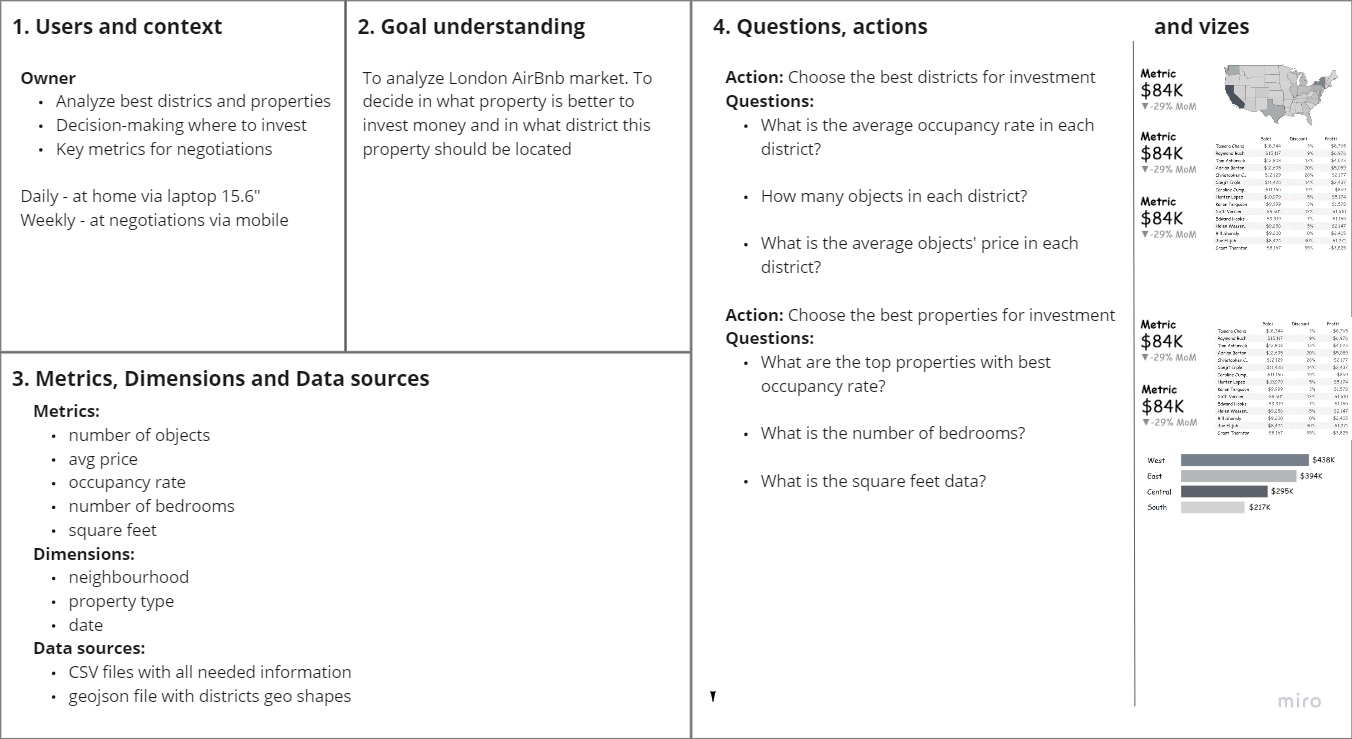 1. Users and context
Owner
• Analyze best districs and properties
• Decision-making where to invest
• Key metrics for negotiations
Daily - at home via laptop 15.6"
Weekly - at negotiations via mobile
2. Goal understanding
To analyze London AirBnb market. To
decide in what property is better to
invest money and in what district this
property should be located
3. Metrics, Dimensions and Data sources
Metrics:
• number of objects
• avg price
• occupancy rate
• number of bedrooms
• square feet
Dimensions:
• neighbourhood
• property type
• date
Data sources:
• CSV files with all needed information
• geojson file with districts geo shapes
4. Questions, actions
Action: Choose the best districts for investment
Questions:
• What is the average occupancy rate in each
district?
• How many objects in each district?
• What is the average objects' price in each
district?
Action: Choose the best properties for investment
Questions:
• What are the top properties with best
occupancy rate?
• What is the number of bedrooms?
• What is the square feet data?
and vizes
Metric
$84K
▼-29% MoM
Metric
$84K
▼-29% MoM
Metric
$84K
▼-29% MoM
Sales Discount Profit
Metric
$84K
▼-29% MoM
Metric
$84K
▼-29% MoM
Sales Discount Profit
West $438K
East $394K
Central $295K
South $217K
miro